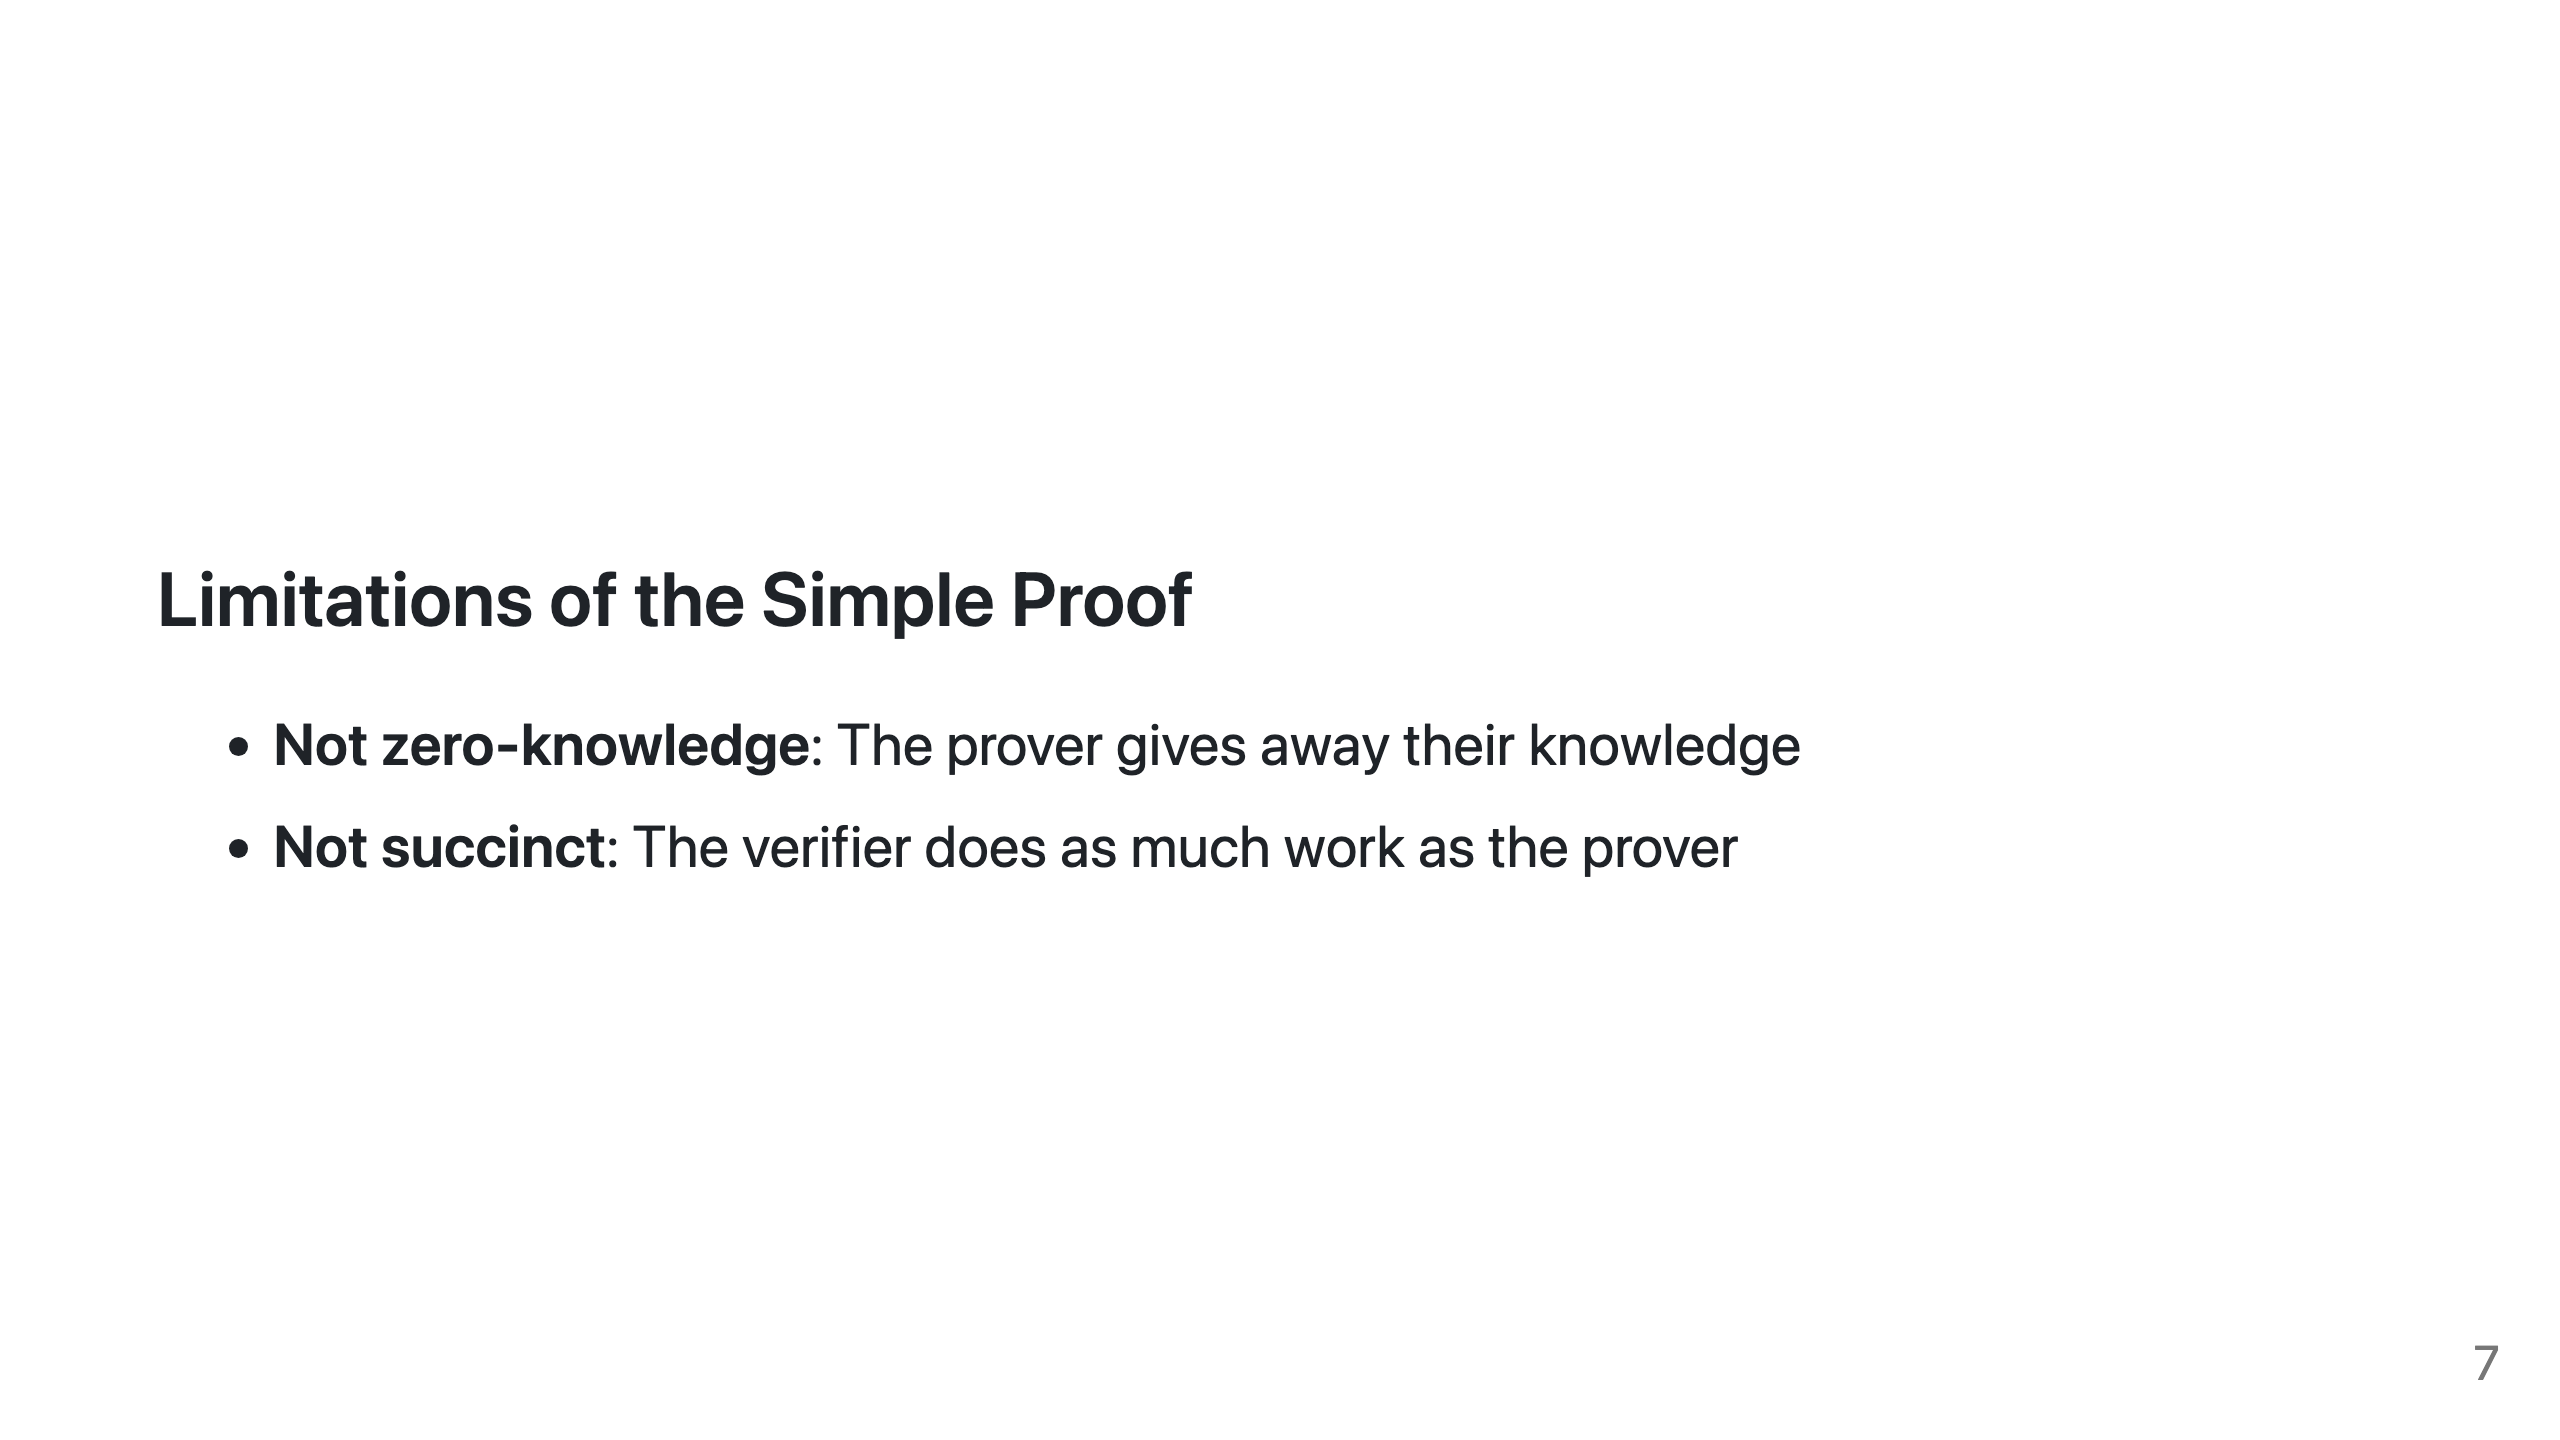 Limitations of the Simple Proof
• Not zero-knowledge: The prover gives away their knowledge
• Not succinct: The verifier does as much work as the prover
7